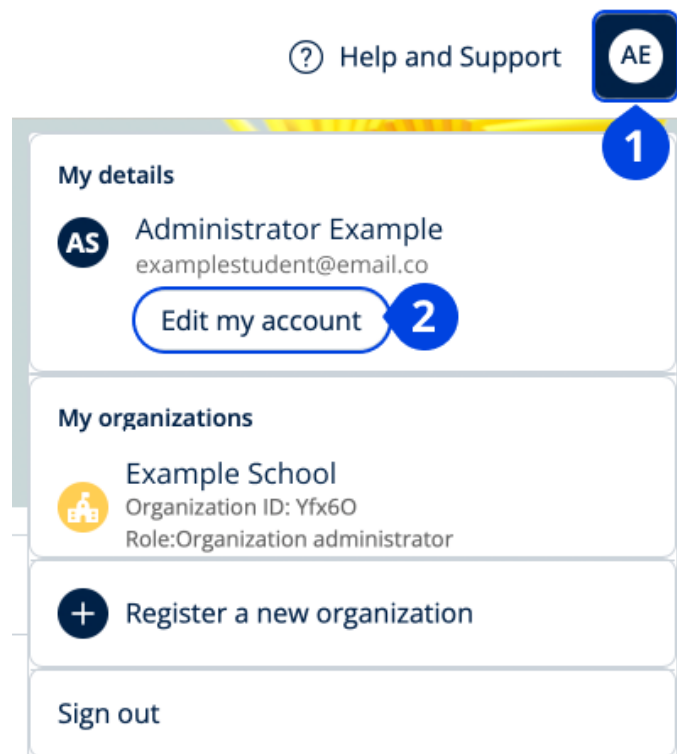 ? Help and Support AE
1
My details
AS Administrator Example
examplestudent@email.co
Edit my account 2
My organizations
Example School
Organization ID: Yfx6O
Role:Organization administrator
+ Register a new organization
Sign out